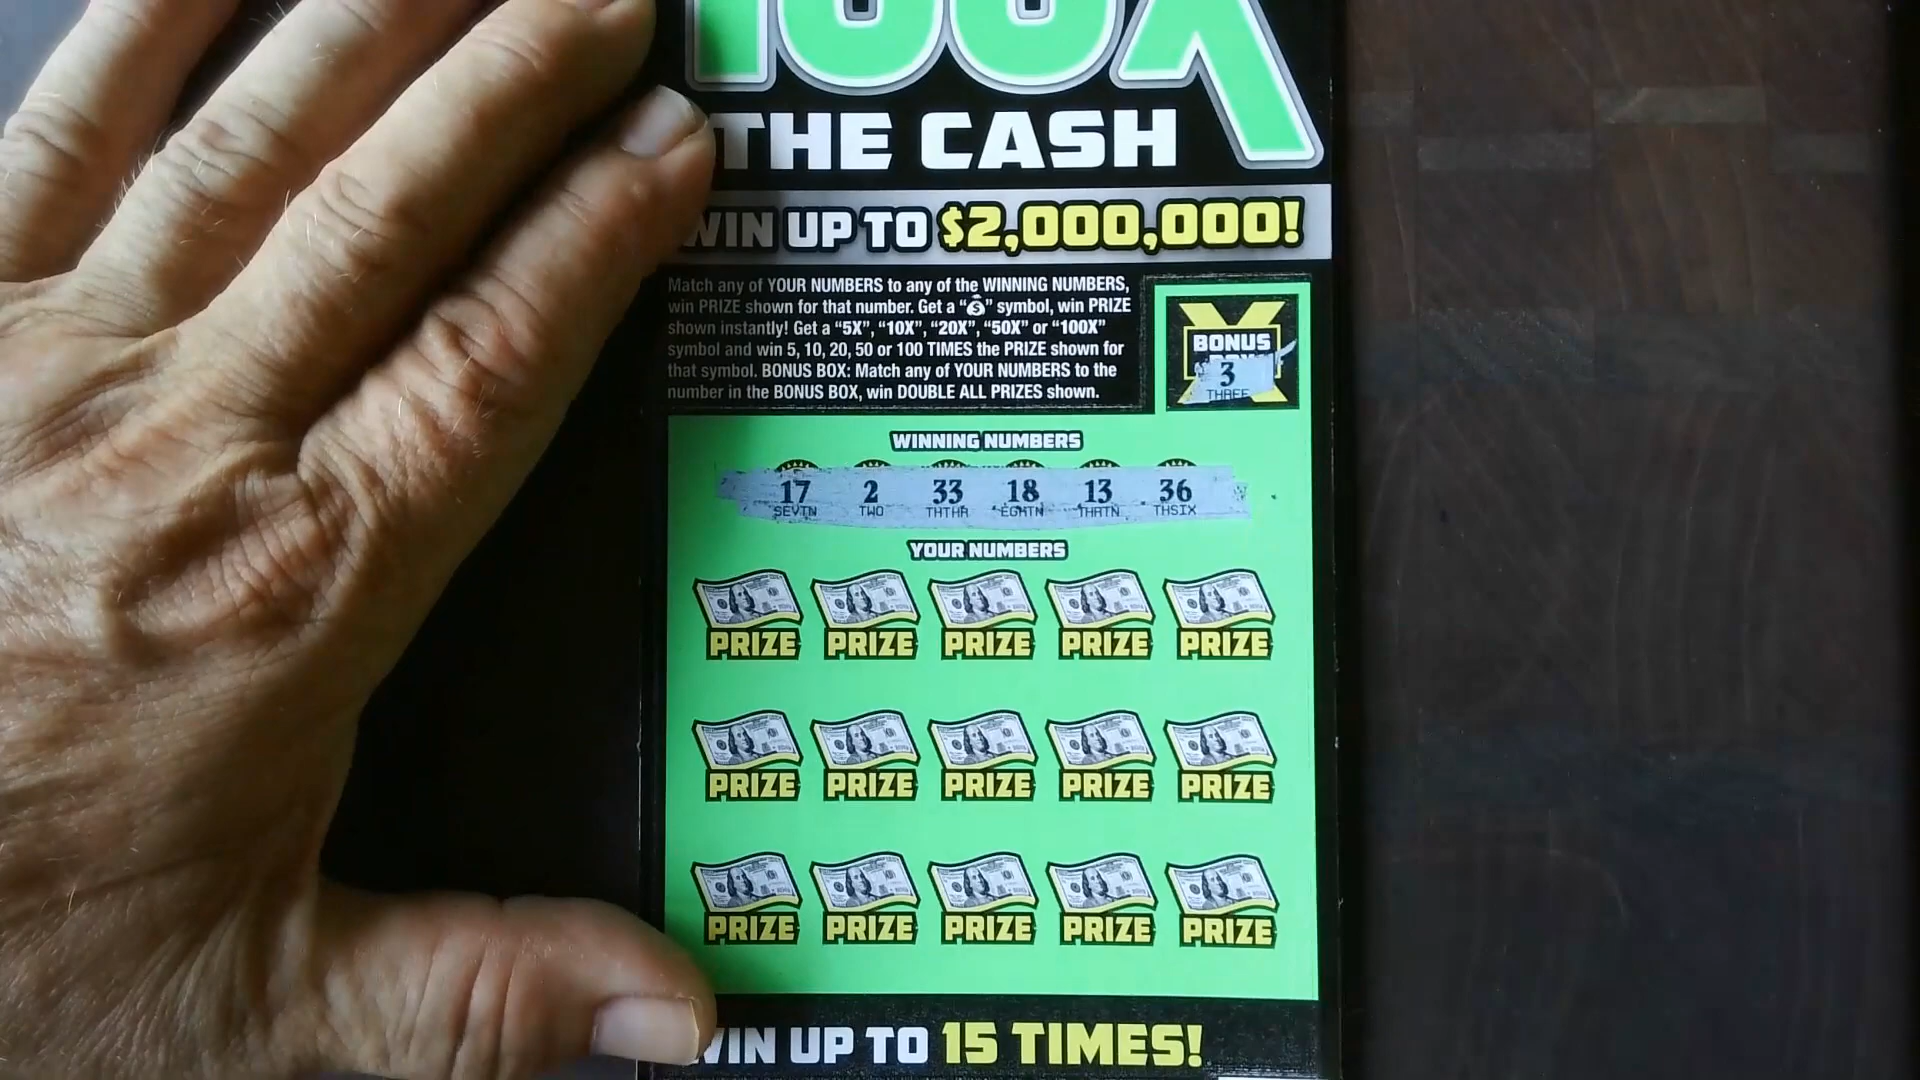 100X
THE CASH
WIN UP TO $2,000,000!
Match any of YOUR NUMBERS to any of the WINNING NUMBERS,
win PRIZE shown for that number. Get a “💰” symbol, win PRIZE
shown instantly! Get a “5X”, “10X”, “20X”, “50X” or “100X”
symbol and win 5, 10, 20, 50 or 100 TIMES the PRIZE shown for
that symbol. BONUS BOX: Match any of YOUR NUMBERS to the
number in the BONUS BOX, win DOUBLE ALL PRIZES shown.
BONUS
3
THREE
WINNING NUMBERS
17 2 33 18 13 36
SEVTN TWO THTHR EGHTN THRTN THSIX
YOUR NUMBERS
PRIZE PRIZE PRIZE PRIZE PRIZE
PRIZE PRIZE PRIZE PRIZE PRIZE
PRIZE PRIZE PRIZE PRIZE PRIZE
WIN UP TO 15 TIMES!